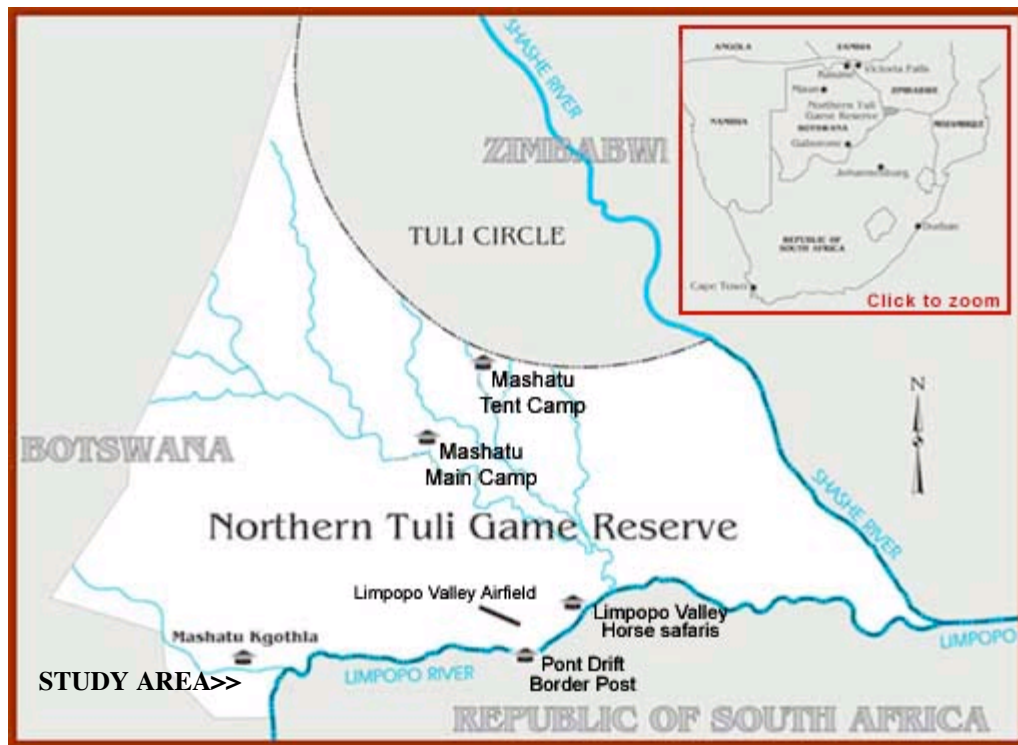 SHASHE RIVER
ZIMBABWI
TULI CIRCLE
ANGOLA
ZAMBIA
Kasane
Victoria Falls
Maun
ZIMBABWE
Northern Tuli
Game Reserve
NAMIBIA
BOTSWANA
MOZAMBIQUE
Gaborone
Johannesburg
REPUBLIC OF
SOUTH AFRICA
Durban
Cape Town
Click to zoom
Mashatu
Tent Camp
N
BOTSWANA
Mashatu
Main Camp
SHASHE RIVER
Northern Tuli Game Reserve
Limpopo Valley Airfield
Limpopo Valley
Horse safaris
LIMPOPO
Mashatu Kgothla
Pont Drift
Border Post
LIMPOPO RIVER
STUDY AREA>>
REPUBLIC OF SOUTH AFRICA